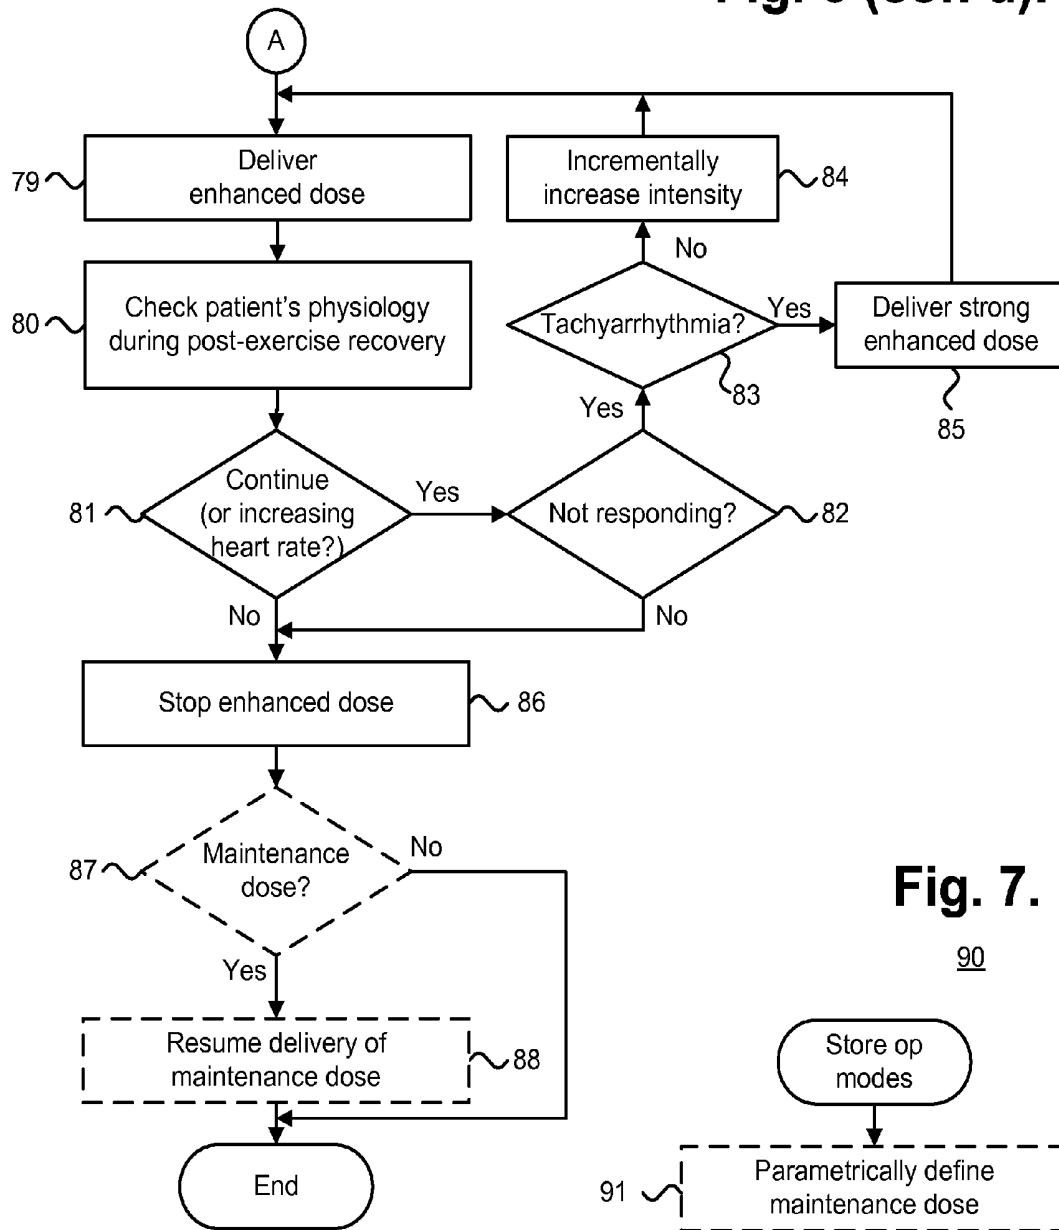 A
Deliver
enhanced dose
79
Incrementally
increase intensity
84
No
Check patient's physiology
during post-exercise recovery
80
Tachyarrhythmia?
Yes
83
Deliver strong
enhanced dose
85
Yes
Continue
(or increasing
heart rate?)
81
Yes
Not responding?
82
No
No
Stop enhanced dose
86
Maintenance
dose?
87
No
Yes
Resume delivery of
maintenance dose
88
End
Fig. 7.
90
Store op
modes
Parametrically define
maintenance dose
91